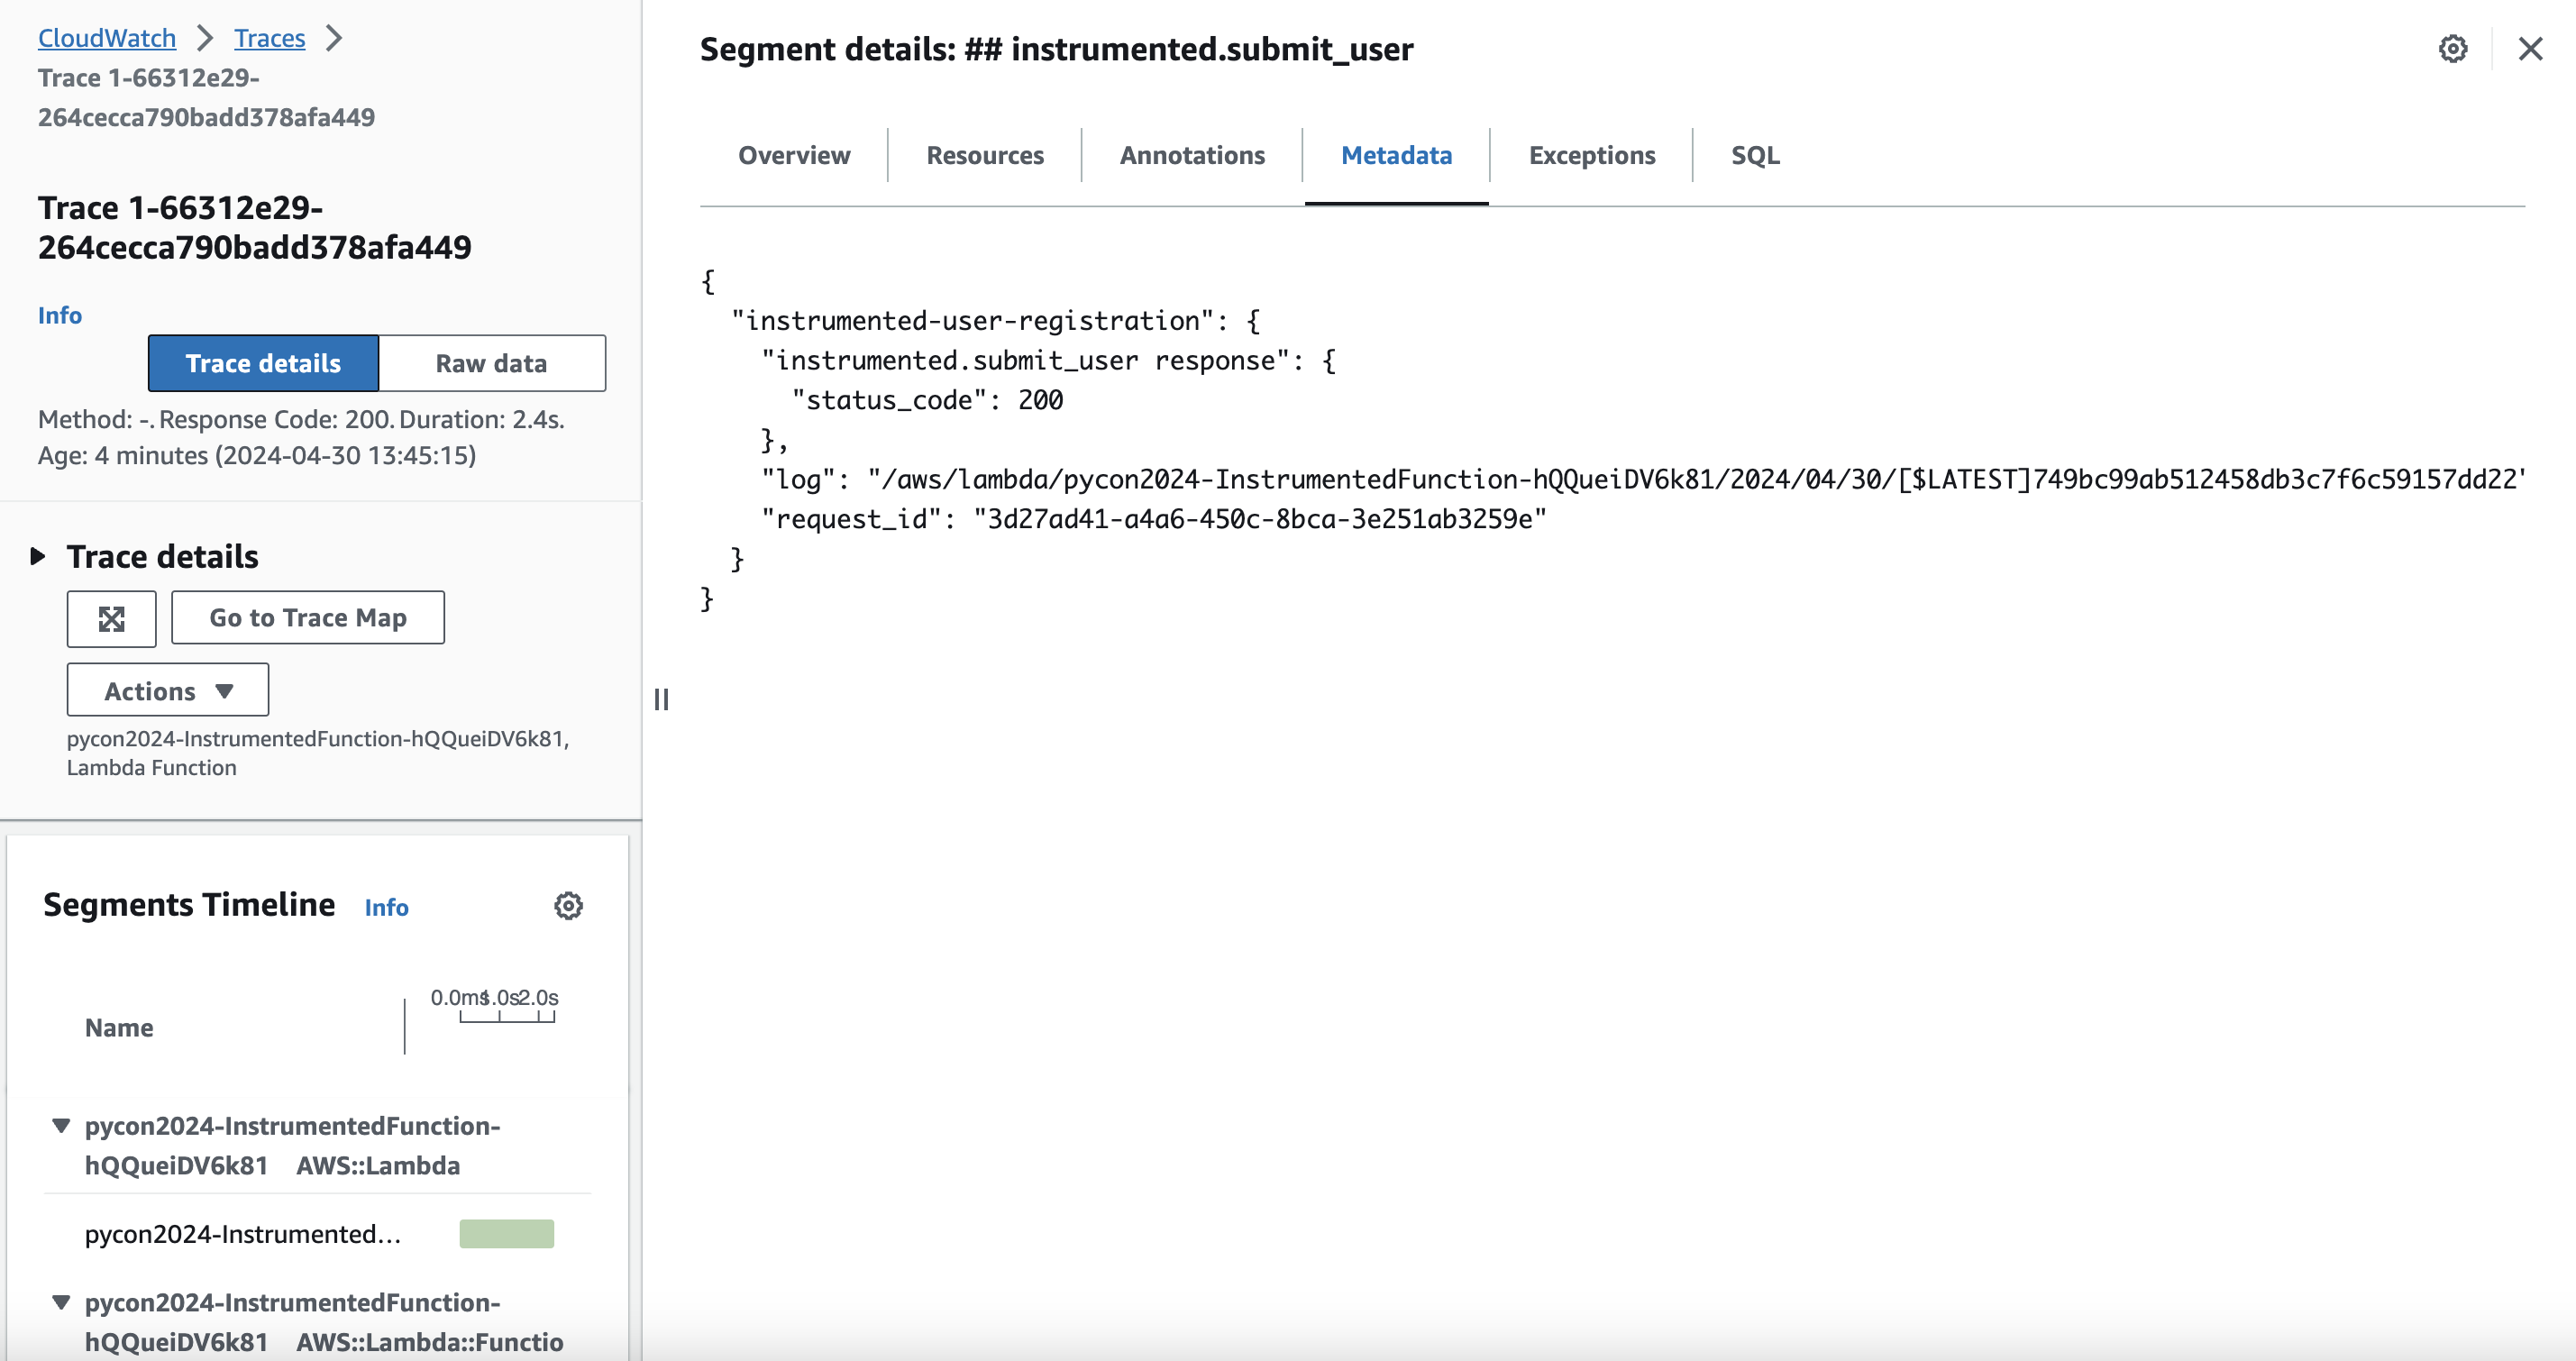 CloudWatch > Traces >
Trace 1-66312e29-
264cecca790badd378afa449
Trace 1-66312e29-
264cecca790badd378afa449
Info
Trace details Raw data
Method: -. Response Code: 200. Duration: 2.4s.
Age: 4 minutes (2024-04-30 13:45:15)
Trace details
Go to Trace Map
Actions
pycon2024-InstrumentedFunction-hQQueiDV6k81,
Lambda Function
Segments Timeline Info
Name
0.0ms 1.0s 2.0s
pycon2024-InstrumentedFunction-
hQQueiDV6k81 AWS::Lambda
pycon2024-Instrumented...
pycon2024-InstrumentedFunction-
hQQueiDV6k81 AWS::Lambda::Functio
Segment details: ## instrumented.submit_user
Overview Resources Annotations Metadata Exceptions SQL
{
"instrumented-user-registration": {
"instrumented.submit_user response": {
"status_code": 200
},
"log": "/aws/lambda/pycon2024-InstrumentedFunction-hQQueiDV6k81/2024/04/30/[$LATEST]749bc99ab512458db3c7f6c59157dd22'
"request_id": "3d27ad41-a4a6-450c-8bca-3e251ab3259e"
}
}